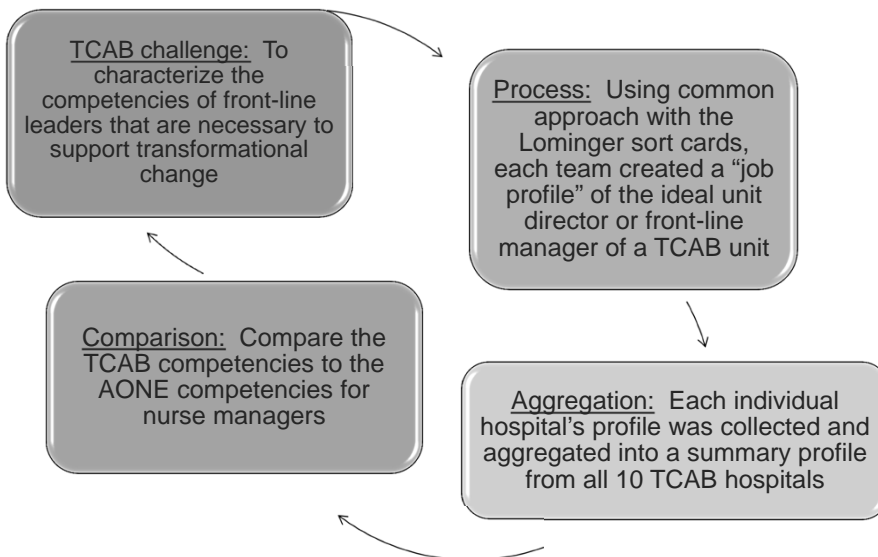 TCAB challenge: To
characterize the
competencies of front-line
leaders that are necessary to
support transformational
change
Process: Using common
approach with the
Lominger sort cards,
each team created a “job
profile” of the ideal unit
director or front-line
manager of a TCAB unit
Aggregation: Each individual
hospital’s profile was collected and
aggregated into a summary profile
from all 10 TCAB hospitals
Comparison: Compare the
TCAB competencies to the
AONE competencies for
nurse managers